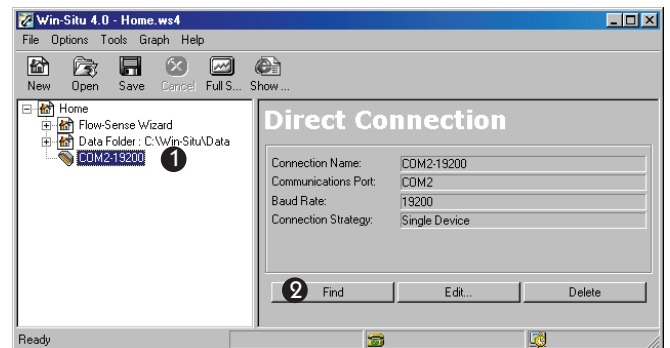 Win-Situ 4.0 - Home.ws4
File Options Tools Graph Help
New Open Save Cancel Full S... Show ...
Home
Flow-Sense Wizard
Data Folder : C:\Win-Situ\Data
COM2-19200 1
Direct Connection
Connection Name: COM2-19200
Communications Port: COM2
Baud Rate: 19200
Connection Strategy: Single Device
2 Find Edit... Delete
Ready